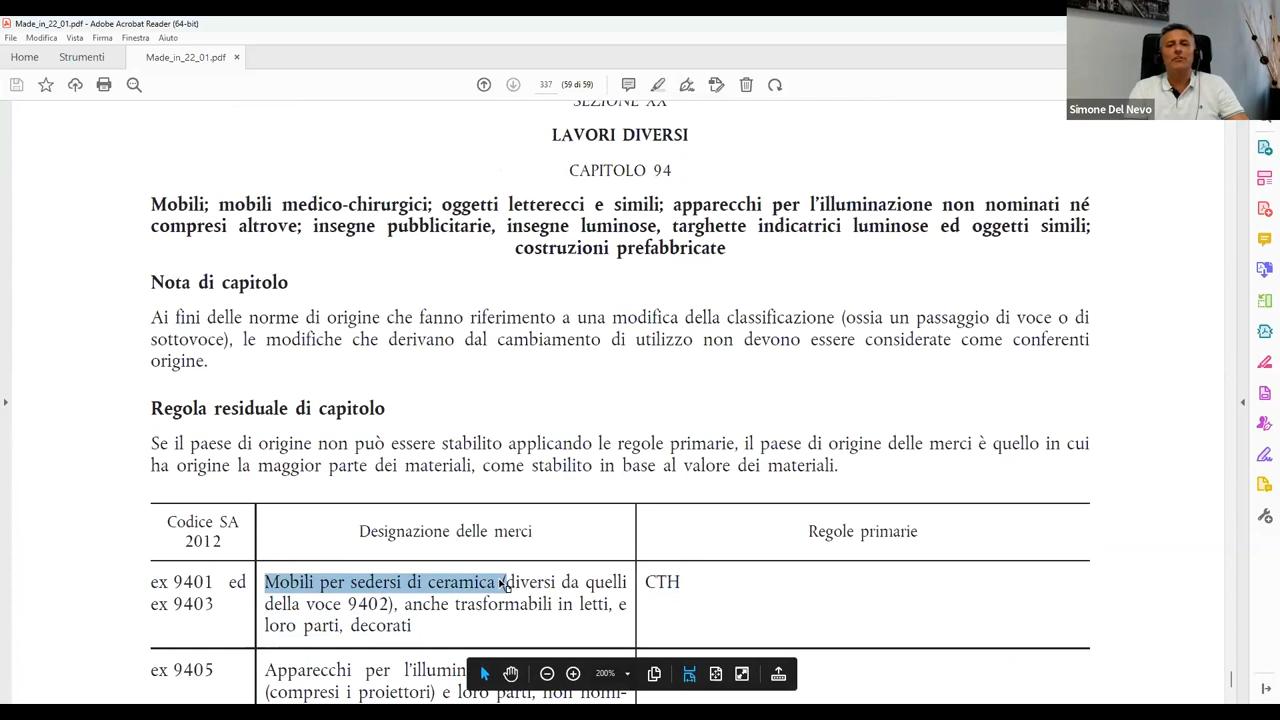 Made_in_22_01.pdf - Adobe Acrobat Reader (64-bit)
File Modifica Vista Firma Finestra Aiuto
Home Strumenti Made_in_22_01.pdf ×
337 (59 di 59)
Simone Del Nevo
SEZIONE XX
LAVORI DIVERSI
CAPITOLO 94
Mobili; mobili medico-chirurgici; oggetti letterecci e simili; apparecchi per l'illuminazione non nominati né
compresi altrove; insegne pubblicitarie, insegne luminose, targhette indicatrici luminose ed oggetti simili;
costruzioni prefabbricate
Nota di capitolo
Ai fini delle norme di origine che fanno riferimento a una modifica della classificazione (ossia un passaggio di voce o di
sottovoce), le modifiche che derivano dal cambiamento di utilizzo non devono essere considerate come conferenti
origine.
Regola residuale di capitolo
Se il paese di origine non può essere stabilito applicando le regole primarie, il paese di origine delle merci è quello in cui
ha origine la maggior parte dei materiali, come stabilito in base al valore dei materiali.
Codice SA
2012
Designazione delle merci
Regole primarie
ex 9401 ed
ex 9403
Mobili per sedersi di ceramica (diversi da quelli
della voce 9402), anche trasformabili in letti, e
loro parti, decorati
CTH
ex 9405
Apparecchi per l'illumin
(compresi i proiettori) e loro parti, non nomi-
200%